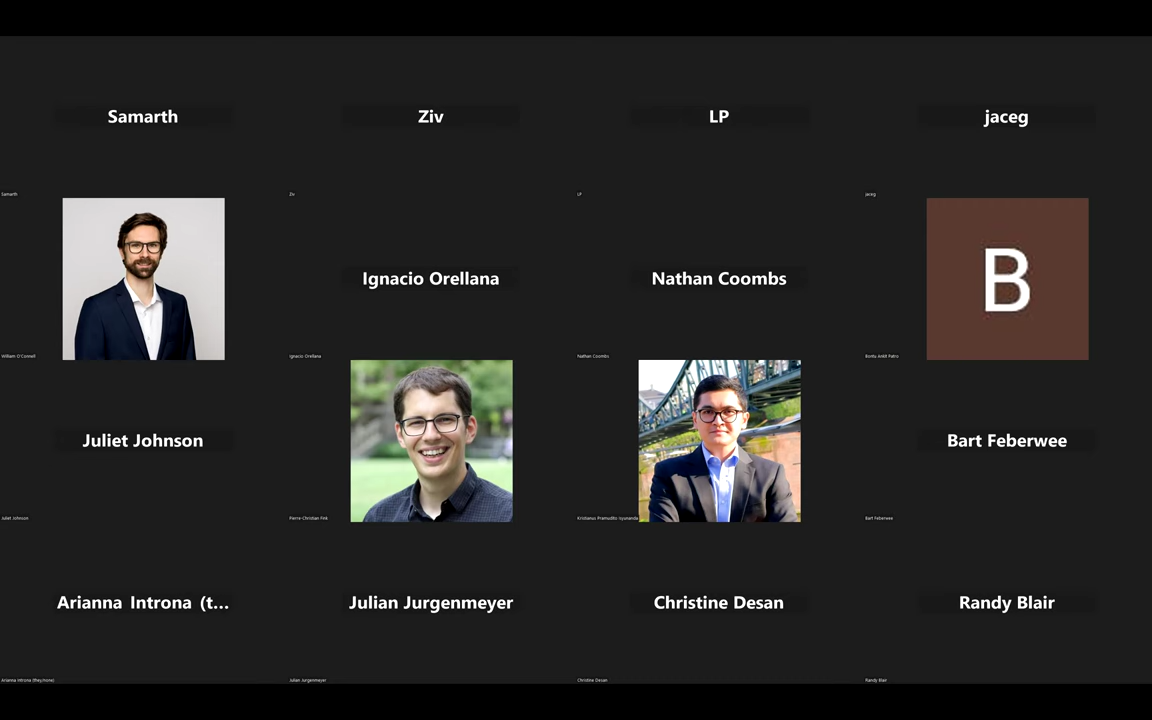 Samarth
Ziv
LP
jaceg
Samarth
Ziv
LP
jaceg
Ignacio Orellana
Nathan Coombs
B
William O'Connell
Ignacio Orellana
Nathan Coombs
Juliet Johnson
Bart Feberwee
Juliet Johnson
Pierre-Christian Fink
Bart Feberwee
Arianna Introna (t...
Julian Jurgenmeyer
Christine Desan
Randy Blair
Arianna Introna (they/none)
Julian Jurgenmeyer
Christine Desan
Randy Blair